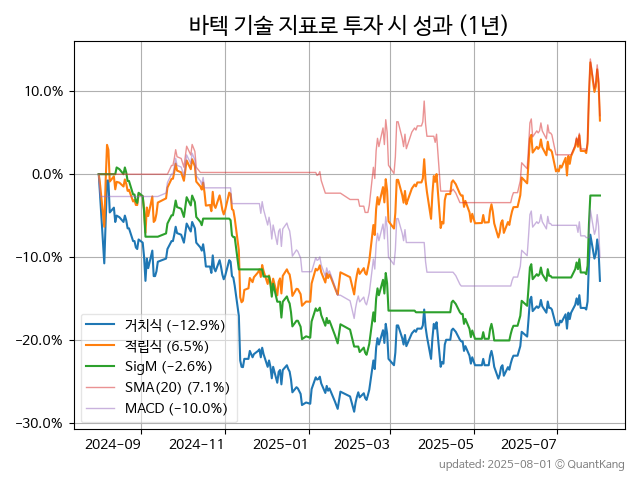 바텍 기술 지표로 투자 시 성과 (1년)
10.0%
0.0%
−10.0%
−20.0%
−30.0%
거치식 (−12.9%)
적립식 (6.5%)
SigM (−2.6%)
SMA(20) (7.1%)
MACD (−10.0%)
2024-09 2024-11 2025-01 2025-03 2025-05 2025-07
updated: 2025-08-01 © QuantKang